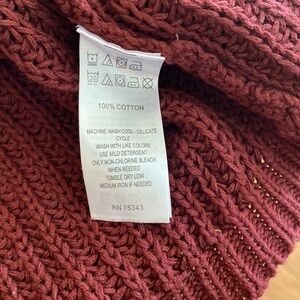 100% COTTON
MACHINE WASH COOL - DELICATE
CYCLE
WASH WITH LIKE COLORS
USE MILD DETERGENT
ONLY NON-CHLORINE BLEACH
WHEN NEEDED
TUMBLE DRY LOW
MEDIUM IRON IF NEEDED
RN 75343